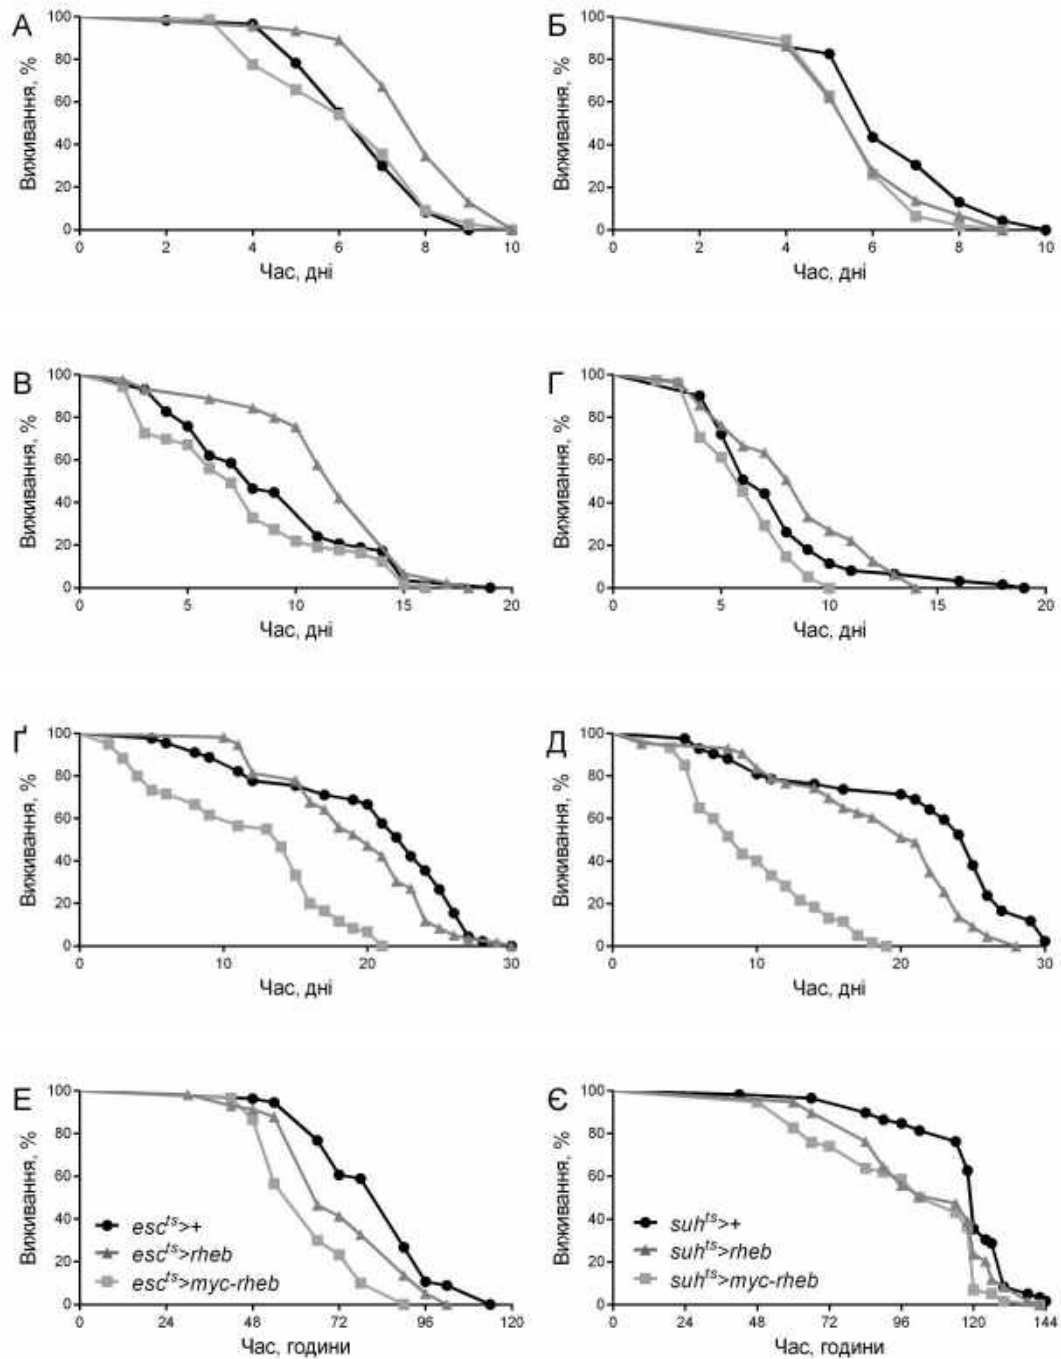 А
Виживання, %
100
80
60
40
20
0
0 2 4 6 8 10
Час, дні
Б
Виживання, %
100
80
60
40
20
0
0 2 4 6 8 10
Час, дні
В
Виживання, %
100
80
60
40
20
0
0 5 10 15 20
Час, дні
Г
Виживання, %
100
80
60
40
20
0
0 5 10 15 20
Час, дні
Ґ
Виживання, %
100
80
60
40
20
0
0 10 20 30
Час, дні
Д
Виживання, %
100
80
60
40
20
0
0 10 20 30
Час, дні
Е
Виживання, %
100
80
60
40
20
0
esc^ts>+
esc^ts>rheb
esc^ts>myc-rheb
0 24 48 72 96 120
Час, години
Є
Виживання, %
100
80
60
40
20
0
suh^ts>+
suh^ts>rheb
suh^ts>myc-rheb
0 24 48 72 96 120 144
Час, години